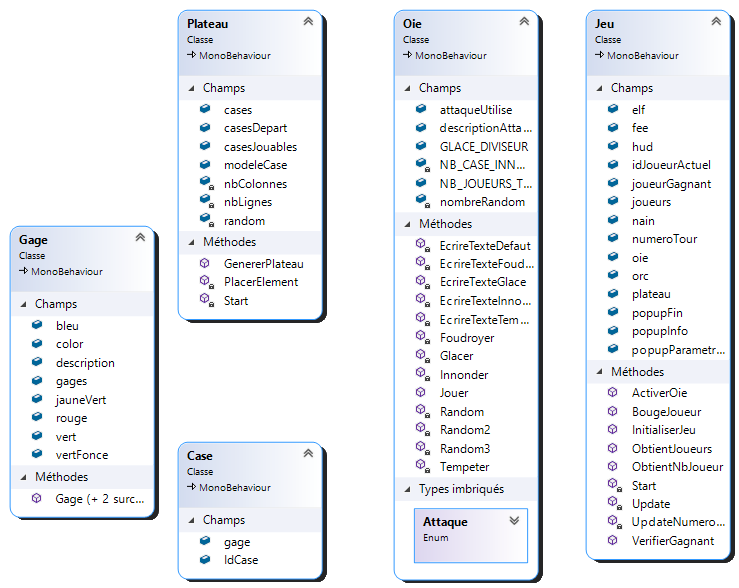 Plateau
Classe
MonoBehaviour
Champs
cases
casesDepart
casesJouables
modeleCase
nbColonnes
nbLignes
random
Méthodes
GenererPlateau
PlacerElement
Start
Oie
Classe
MonoBehaviour
Champs
attaqueUtilise
descriptionAtta...
GLACE_DIVISEUR
NB_CASE_INN...
NB_JOUEURS_T...
nombreRandom
Méthodes
EcrireTexteDefaut
EcrireTexteFoud...
EcrireTexteGlace
EcrireTexteInno...
EcrireTexteTem...
Foudroyer
Glacer
Innonder
Jouer
Random
Random2
Random3
Tempeter
Types imbriqués
Attaque
Enum
Jeu
Classe
MonoBehaviour
Champs
elf
fee
hud
idJoueurActuel
joueurGagnant
joueurs
nain
numeroTour
oie
orc
plateau
popupFin
popupInfo
popupParametr...
Méthodes
ActiverOie
BougeJoueur
InitialiserJeu
ObtientJoueurs
ObtientNbJoueur
Start
Update
UpdateNumero...
VerifierGagnant
Gage
Classe
MonoBehaviour
Champs
bleu
color
description
gages
jauneVert
rouge
vert
vertFonce
Méthodes
Gage (+ 2 surc...
Case
Classe
MonoBehaviour
Champs
gage
IdCase